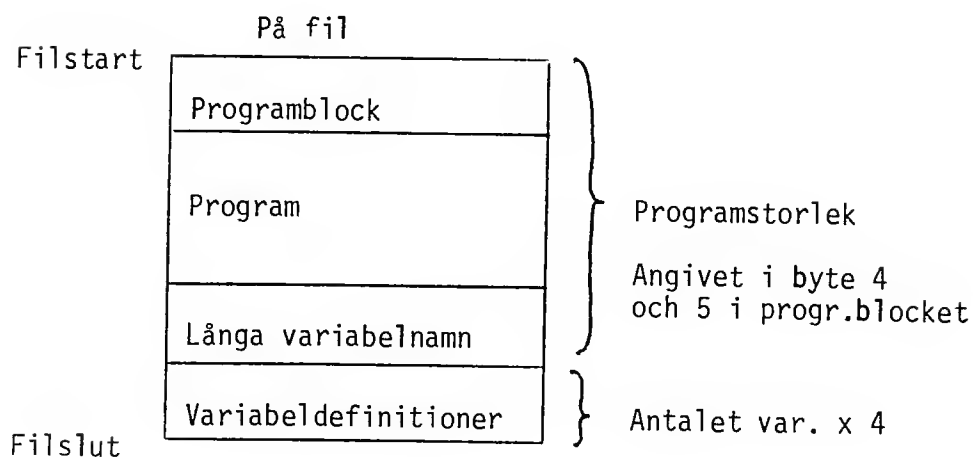 På fil
Filstart
Programblock
Program
Programstorlek
Angivet i byte 4
och 5 i progr.blocket
Långa variabelnamn
Variabeldefinitioner
Antalet var. x 4
Filslut